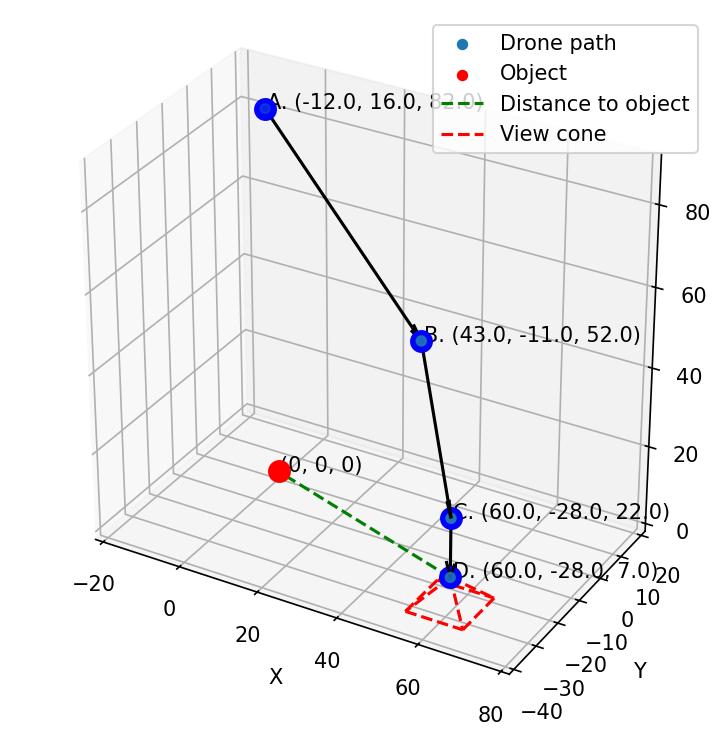 Drone path
Object
Distance to object
View cone
A. (-12.0, 16.0, 82.0)
B. (43.0, -11.0, 52.0)
(0, 0, 0)
C. (60.0, -28.0, 22.0)
D. (60.0, -28.0, 7.0)
80
60
40
20
0
20
10
0
−10
−20
−30
−40
Y
−20
0
20
40
60
80
X